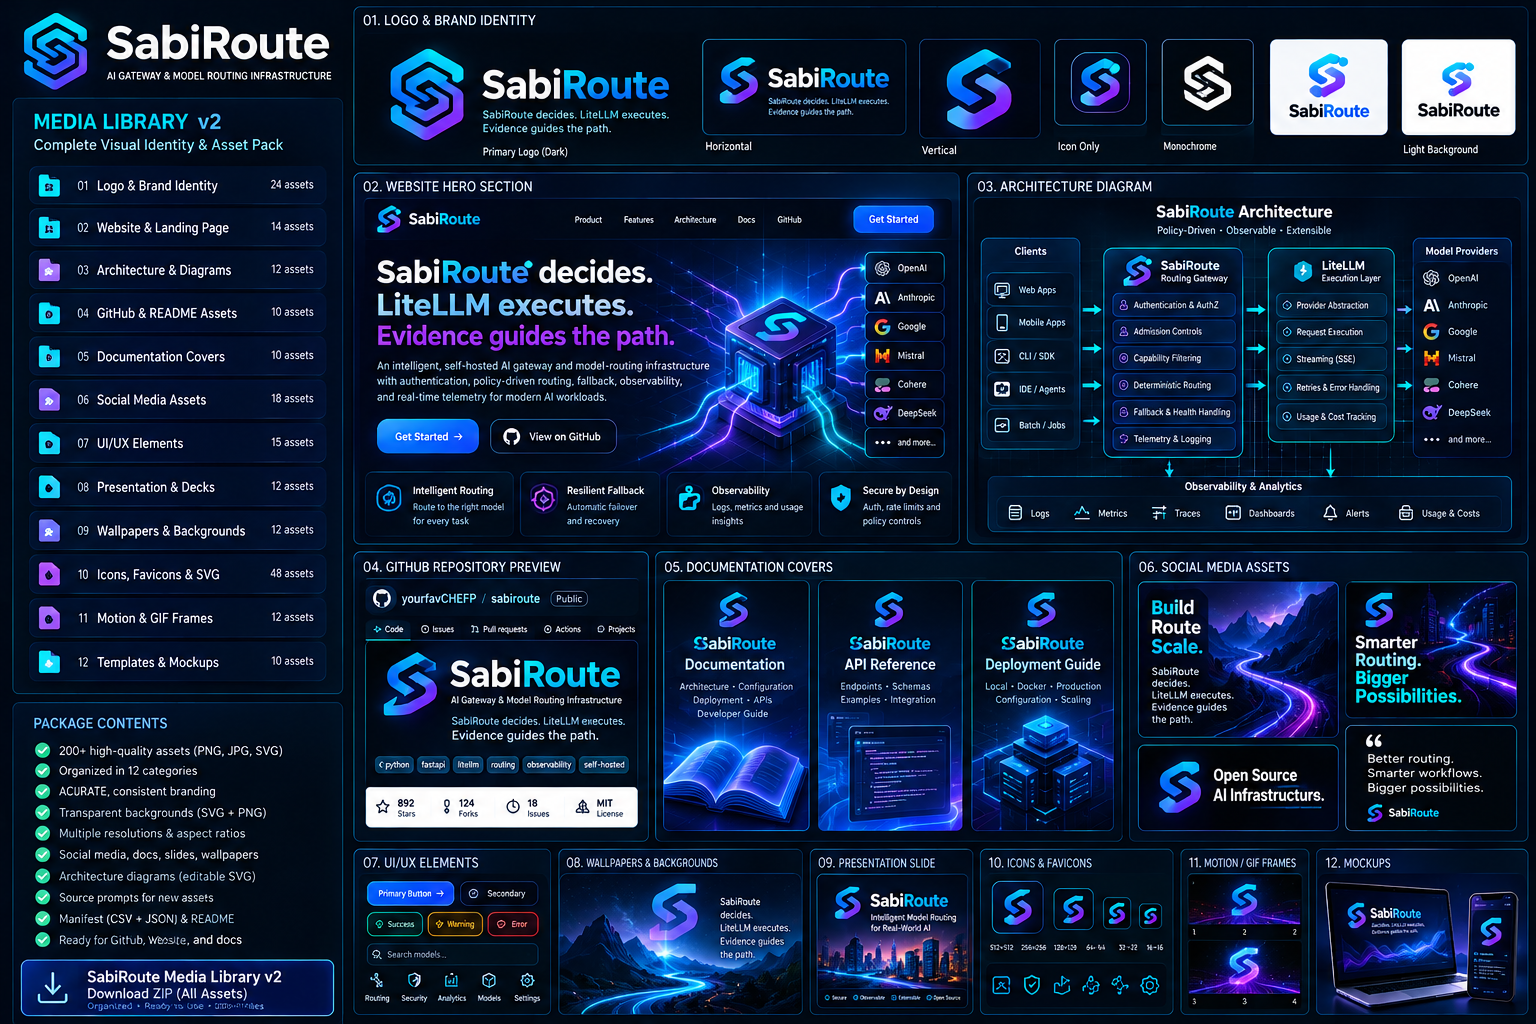 SabiRoute
AI GATEWAY & MODEL ROUTING INFRASTRUCTURE
MEDIA LIBRARY v2
Complete Visual Identity & Asset Pack
01 Logo & Brand Identity 24 assets
02 Website & Landing Page 14 assets
03 Architecture & Diagrams 12 assets
04 GitHub & README Assets 10 assets
05 Documentation Covers 10 assets
06 Social Media Assets 18 assets
07 UI/UX Elements 15 assets
08 Presentation & Decks 12 assets
09 Wallpapers & Backgrounds 12 assets
10 Icons, Favicons & SVG 48 assets
11 Motion & GIF Frames 12 assets
12 Templates & Mockups 10 assets
PACKAGE CONTENTS
200+ high-quality assets (PNG, JPG, SVG)
Organized in 12 categories
ACURATE, consistent branding
Transparent backgrounds (SVG + PNG)
Multiple resolutions & aspect ratios
Social media, docs, slides, wallpapers
Architecture diagrams (editable SVG)
Source prompts for new assets
Manifest (CSV + JSON) & README
Ready for Github, Website, and docs
SabiRoute Media Library v2
Download ZIP (All Assets)
Organized • Ready to Use •
01. LOGO & BRAND IDENTITY
SabiRoute
SabiRoute decides. LiteLLM executes.
Evidence guides the path.
Primary Logo (Dark)
SabiRoute
SabiRoute decides. LiteLLM executes.
Evidence guides the path.
Horizontal
Vertical
Icon Only
Monochrome
SabiRoute
SabiRoute
Light Background
02. WEBSITE HERO SECTION
SabiRoute
Product
Features
Architecture
Docs
GitHub
Get Started
SabiRoute decides.
LiteLLM executes.
Evidence guides the path.
An intelligent, self-hosted AI gateway and model-routing infrastructure
with authentication, policy-driven routing, fallback, observability,
and real-time telemetry for modern AI workloads.
Get Started →
View on GitHub
OpenAI
Anthropic
Google
Mistral
Cohere
DeepSeek
and more...
Intelligent Routing
Route to the right model
for every task
Resilient Fallback
Automatic failover
and recovery
Observability
Logs, metrics and usage
insights
Secure by Design
Auth, rate limits and
policy controls
03. ARCHITECTURE DIAGRAM
SabiRoute Architecture
Policy-Driven • Observable • Extensible
Clients
Web Apps
Mobile Apps
CLI / SDK
IDE / Agents
Batch / Jobs
SabiRoute
Routing Gateway
Authentication & AuthZ
Admission Controls
Capability Filtering
Deterministic Routing
Fallback & Health Handling
Telemetry & Logging
LiteLLM
Execution Layer
Provider Abstraction
Request Execution
Streaming (SSE)
Retries & Error Handling
Usage & Cost Tracking
Model Providers
OpenAI
Anthropic
Google
Mistral
Cohere
DeepSeek
and more...
Observability & Analytics
Logs
Metrics
Traces
Dashboards
Alerts
Usage & Costs
04. GITHUB REPOSITORY PREVIEW
yourfavCHEFP / sabiroute Public
Code
Issues
Pull requests
Actions
Projects
SabiRoute
AI Gateway & Model Routing Infrastructure
SabiRoute decides. LiteLLM executes.
Evidence guides the path.
python
fastapi
litellm
routing
observability
self-hosted
892
Stars
124
Forks
18
Issues
MIT
License
05. DOCUMENTATION COVERS
SabiRoute
Documentation
Architecture • Configuration
Deployment • APIs
Developer Guide
SabiRoute
API Reference
Endpoints • Schemas
Examples • Integration
SabiRoute
Deployment Guide
Local • Docker • Production
Configuration • Scaling
06. SOCIAL MEDIA ASSETS
Build
Route
Scale.
SabiRoute
decides.
LiteLLM executes.
Evidence guides
the path.
Smarter
Routing.
Bigger
Possibilities.
Open Source
AI Infrastructurs.
“
Better routing.
Smarter workflows.
Bigger possibilities.
SabiRoute
07. UI/UX ELEMENTS
Primary Button →
Secondary
Success
Warning
Error
Search models...
Routing
Security
Analytics
Models
Settings
08. WALLPAPERS & BACKGROUNDS
SabiRoute
decides.
LiteLLM executes.
Evidence guides
the path.
09. PRESENTATION SLIDE
SabiRoute
Intelligent Model Routing
for Real-World AI
Secure
Observable
Extensible
Open Source
10. ICONS & FAVICONS
512×512
256×256
128×128
64×64
32×32
16×16
11. MOTION / GIF FRAMES
1 2 2
3 3 4
12. MOCKUPS
SabiRoute